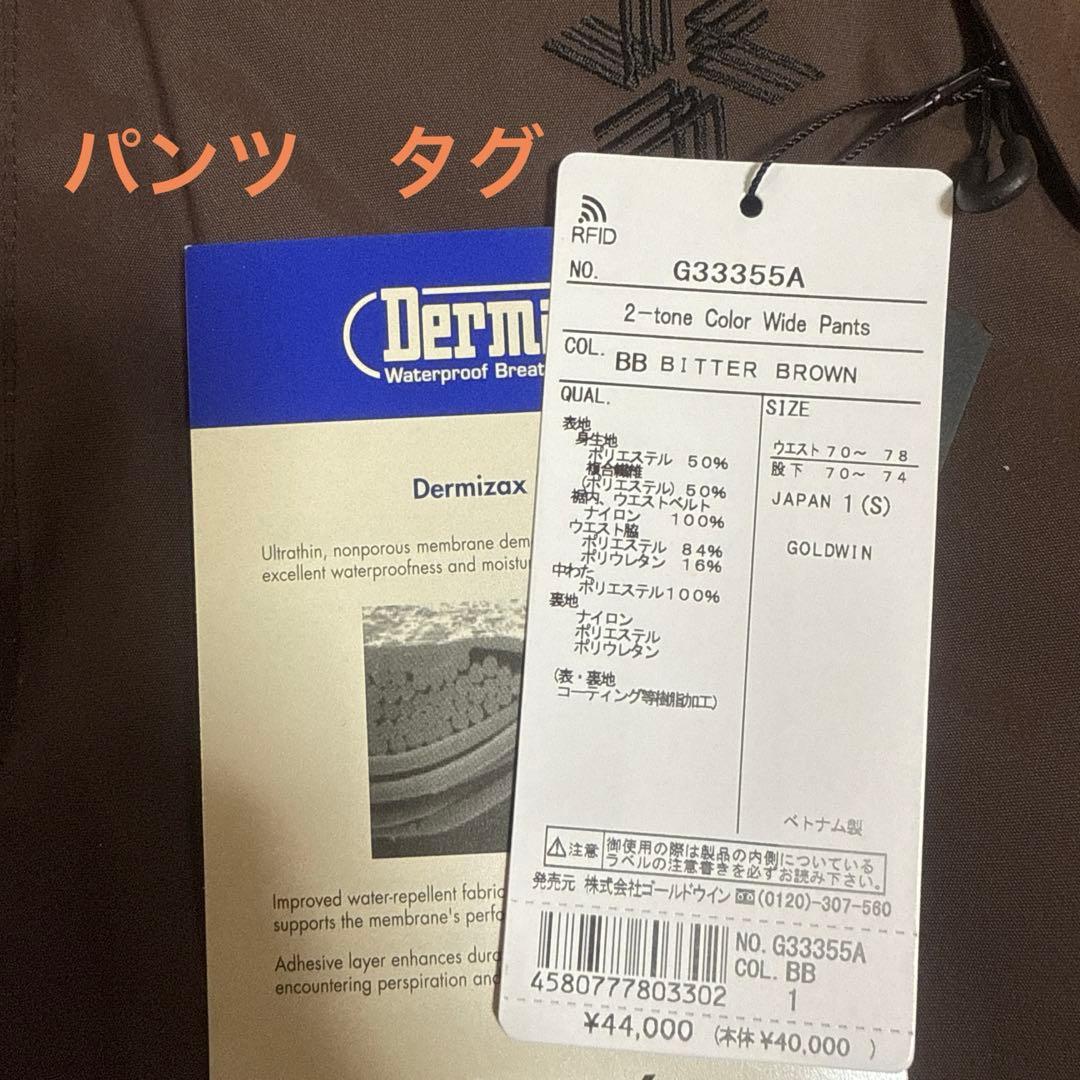 パンツ　タグ
Dermi
Waterproof Breat
Dermizax
Ultrathin, nonporous membrane dem
excellent waterproofness and moistu
Improved water-repellent fabric
supports the membrane's perfo
Adhesive layer enhances dura
encountering perspiration and
RFID
NO. G33355A
2-tone Color Wide Pants
COL. BB BITTER BROWN
QUAL.
表地
身生地
ポリエステル 50%
複合繊維
(ポリエステル) 50%
裾内、ウエストベルト
ナイロン 100%
ウエスト脇
ポリエステル 84%
ポリウレタン 16%
中わた
ポリエステル100%
裏地
ナイロン
ポリエステル
ポリウレタン
(表・裏地
コーティング等樹脂加工)
SIZE
ウエスト 70～ 78
股下 70～ 74
JAPAN 1 (S)
GOLDWIN
ベトナム製
注意 御使用の際は製品の内側についている
ラベルの注意書きを必ずお読み下さい。
発売元 株式会社ゴールドウイン (0120)-307-560
4580777803302
NO. G33355A
COL. BB
1
¥44,000 (本体 ¥40,000 )